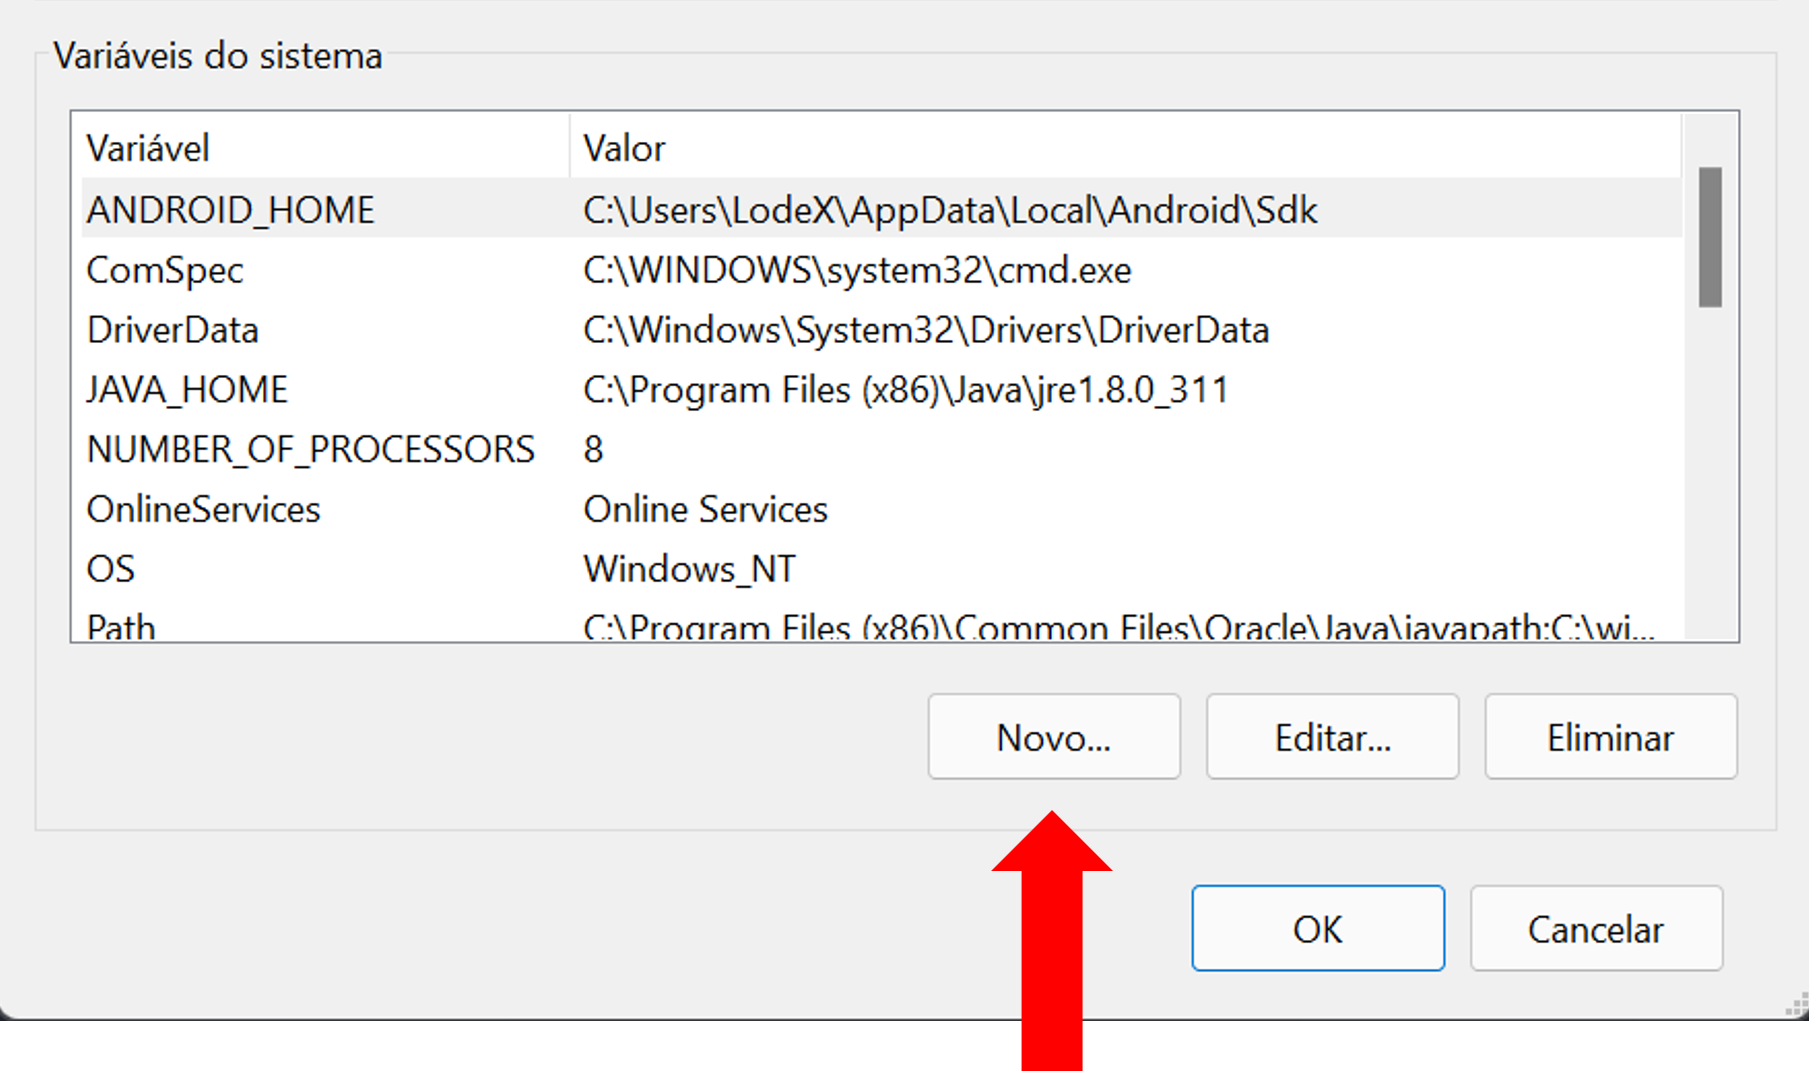 Variáveis do sistema
Variável Valor
ANDROID_HOME C:\Users\LodeX\AppData\Local\Android\Sdk
ComSpec C:\WINDOWS\system32\cmd.exe
DriverData C:\Windows\System32\Drivers\DriverData
JAVA_HOME C:\Program Files (x86)\Java\jre1.8.0_311
NUMBER_OF_PROCESSORS 8
OnlineServices Online Services
OS Windows_NT
Path C:\Program Files (x86)\Common Files\Oracle\Java\javapath;C:\wi...
Novo... Editar... Eliminar
OK Cancelar